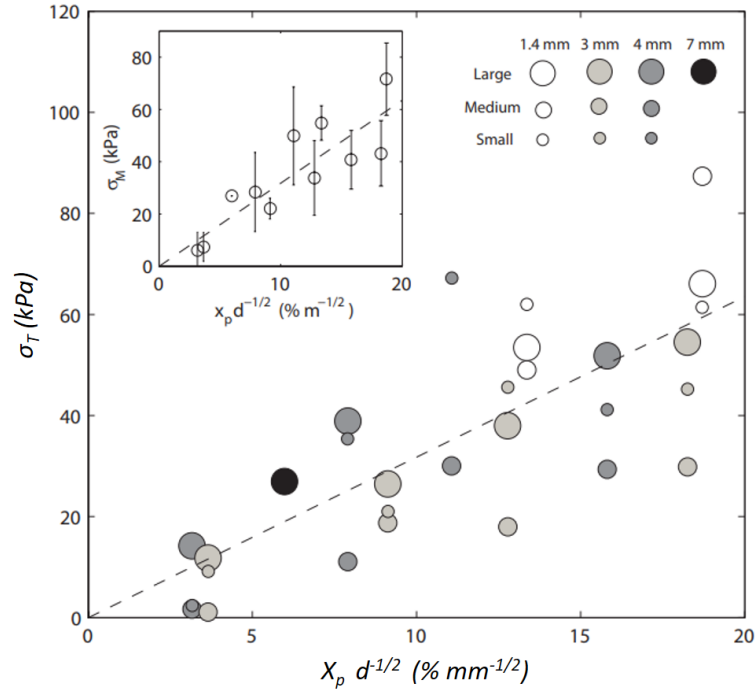 120
100
80
60
40
20
0
σT (kPa)
0 5 10 15 20
Xp d-1/2 (% mm-1/2)
80
60
40
20
0
σM (kPa)
0 10 20
xp d−1/2 (% m−1/2)
1.4 mm 3 mm 4 mm 7 mm
Large
Medium
Small